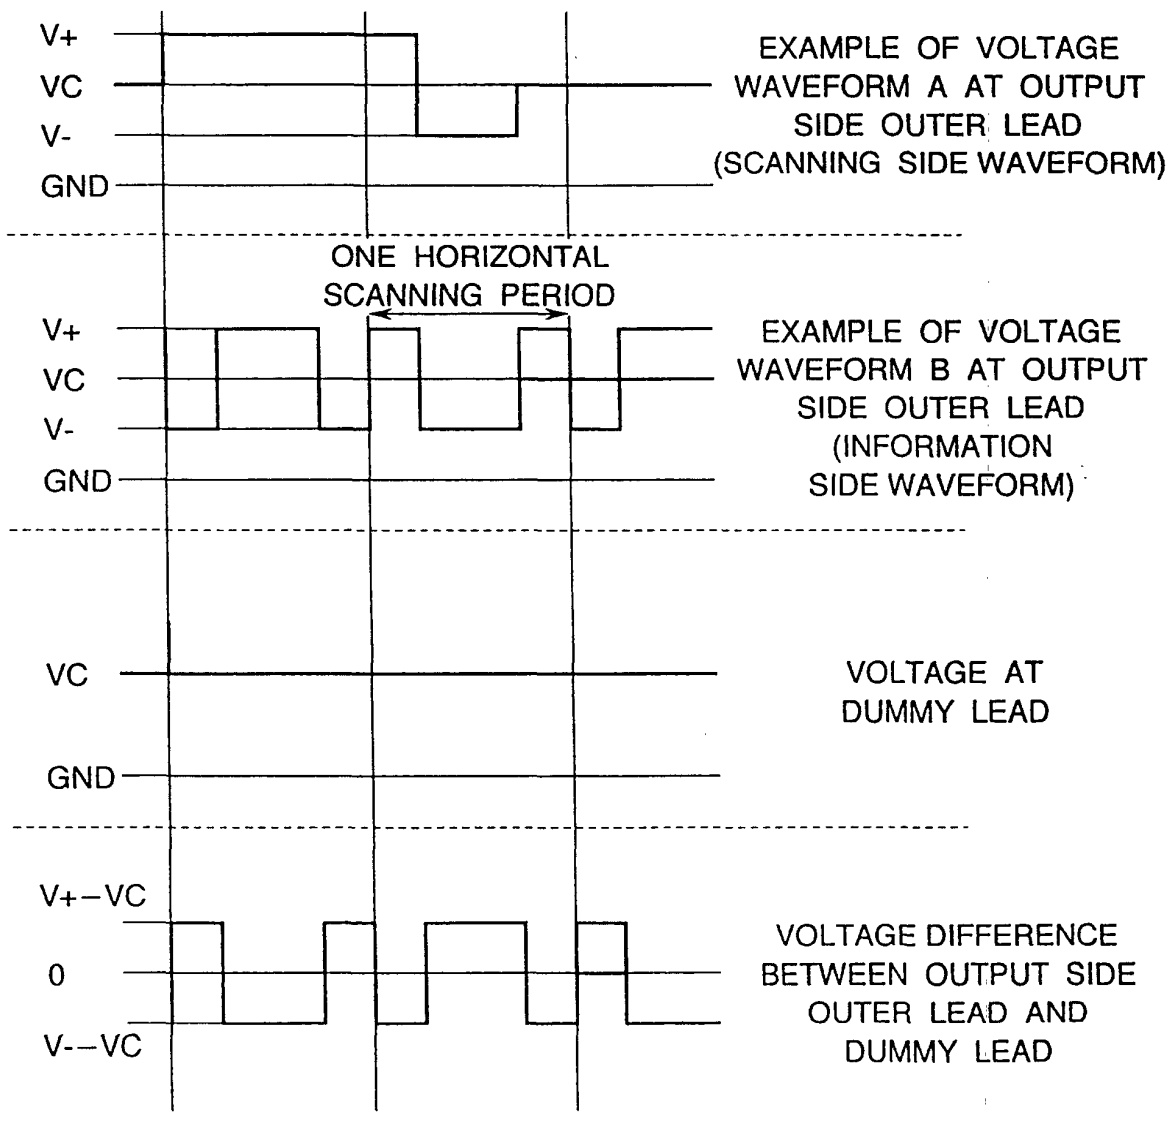 V+
VC
V-
GND
EXAMPLE OF VOLTAGE
WAVEFORM A AT OUTPUT
SIDE OUTER LEAD
(SCANNING SIDE WAVEFORM)
ONE HORIZONTAL
SCANNING PERIOD
V+
VC
V-
GND
EXAMPLE OF VOLTAGE
WAVEFORM B AT OUTPUT
SIDE OUTER LEAD
(INFORMATION
SIDE WAVEFORM)
VC
GND
VOLTAGE AT
DUMMY LEAD
V+−VC
0
V-−VC
VOLTAGE DIFFERENCE
BETWEEN OUTPUT SIDE
OUTER LEAD AND
DUMMY LEAD